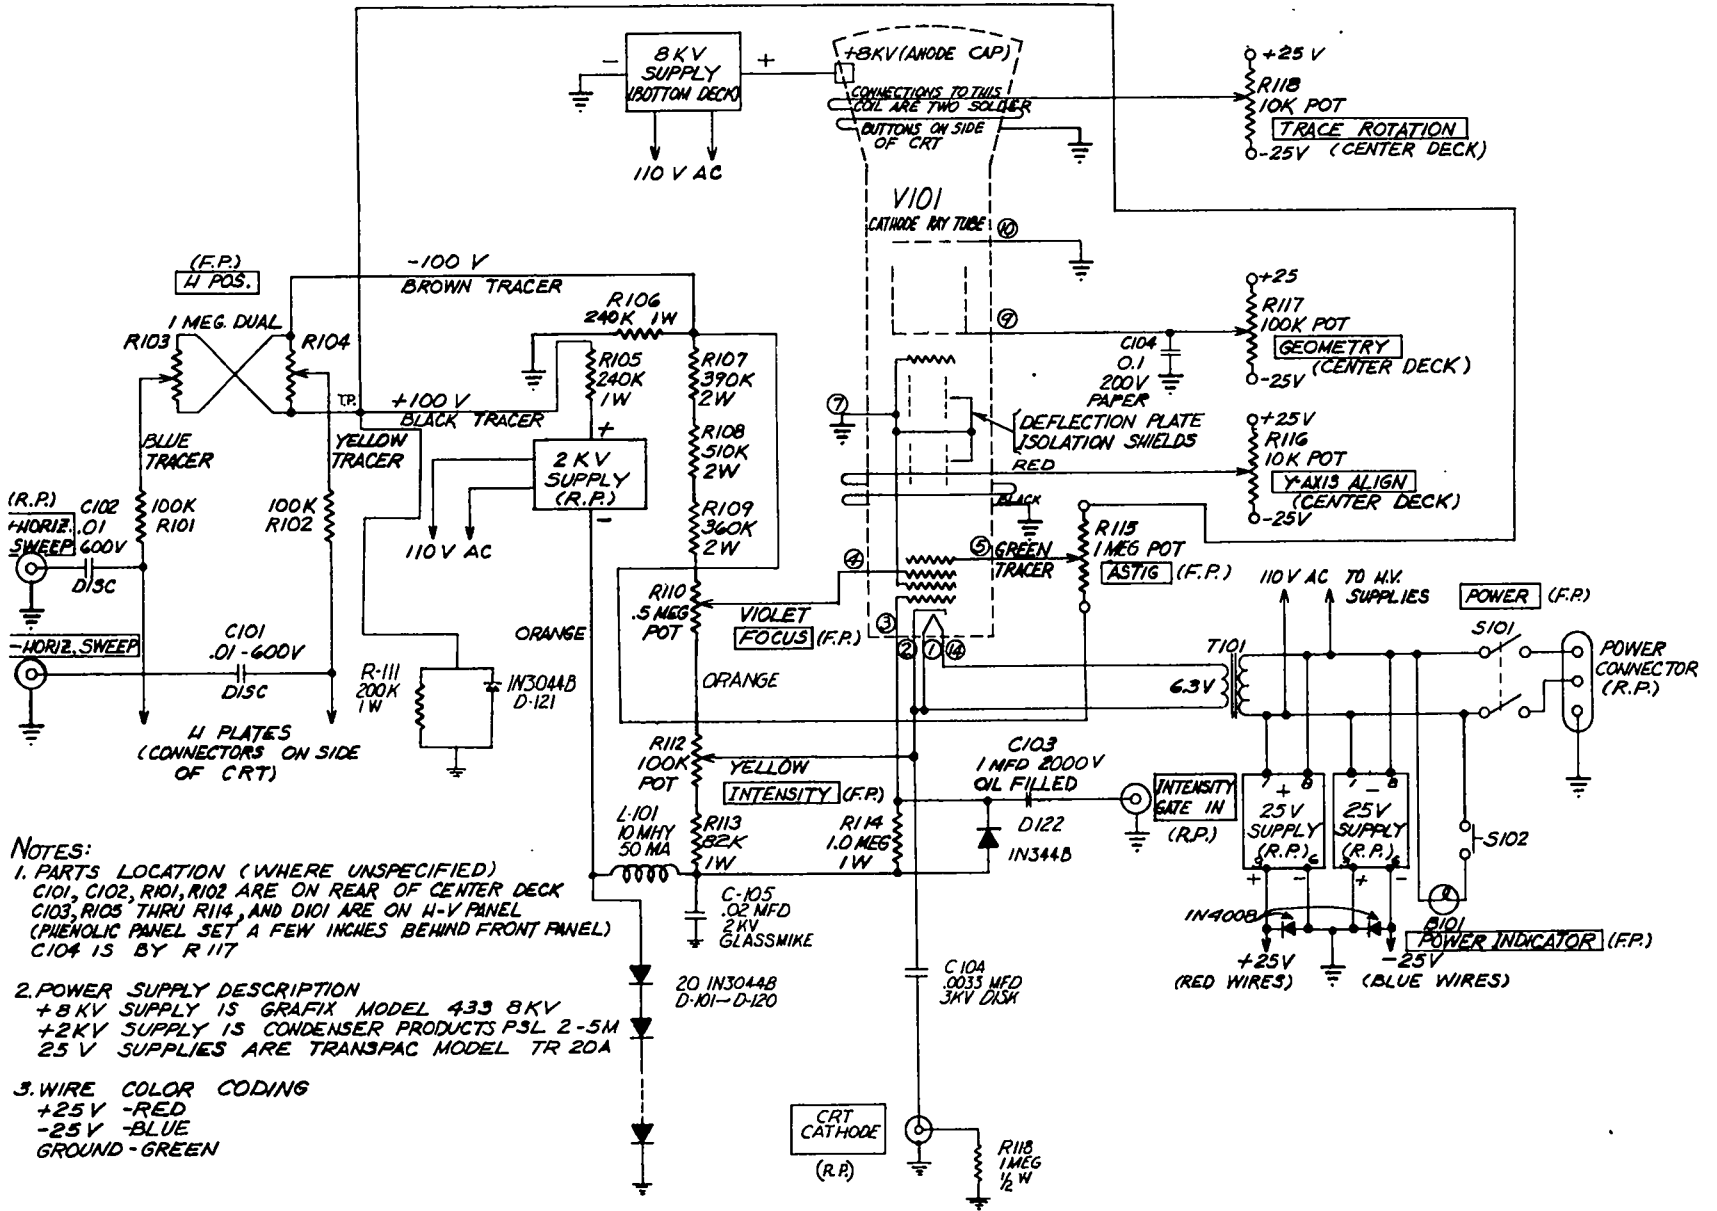 8KV
SUPPLY
(BOTTOM DECK)
-
+
110 V AC
+8KV (ANODE CAP)
CONNECTIONS TO THIS
COIL ARE TWO SOLDER
BUTTONS ON SIDE
OF CRT
+25 V
R118
10K POT
TRACE ROTATION
(CENTER DECK)
-25V
V101
CATHODE RAY TUBE
10
(F.P.)
H POS.
1 MEG. DUAL
R103
R104
-100 V
BROWN TRACER
R106
240K 1W
R105
240K
1W
R107
390K
2W
T.P.
+100 V
BLACK TRACER
9
C104
0.1
200V
PAPER
+25
R117
100K POT
GEOMETRY
(CENTER DECK)
-25V
7
DEFLECTION PLATE
ISOLATION SHIELDS
+25V
R116
10K POT
Y-AXIS ALIGN
(CENTER DECK)
-25V
RED
BLACK
BLUE
TRACER
YELLOW
TRACER
+
2 KV
SUPPLY
(R.P.)
-
110 V AC
R108
510K
2W
R109
360K
2W
(R.P.)
+HORIZ.
SWEEP
C102
.01
600V
DISC
100K
R101
100K
R102
-HORIZ. SWEEP
C101
.01-600V
DISC
H PLATES
(CONNECTORS ON SIDE
OF CRT)
R-111
200K
1W
1N3044B
D-121
ORANGE
R110
.5 MEG
POT
VIOLET
FOCUS (F.P.)
ORANGE
4
5
GREEN
TRACER
R115
1 MEG POT
ASTIG (F.P.)
3
2
1
14
6.3V
T101
110 V AC TO H.V.
SUPPLIES
POWER (F.P.)
S101
POWER
CONNECTOR
(R.P.)
R112
100K
POT
YELLOW
INTENSITY (F.P.)
C103
1 MFD 2000V
OIL FILLED
INTENSITY
GATE IN
(R.P.)
L-101
10 MHY
50 MA
R113
82K
1W
R114
1.0 MEG
1W
D122
1N344B
7 8
+
25V
SUPPLY
(R.P.)
9 6
+ -
7 8
-
25V
SUPPLY
(R.P.)
9 6
+ -
S102
1N4008
B101
POWER INDICATOR (F.P.)
+25V
(RED WIRES)
-25V
(BLUE WIRES)
C-105
.02 MFD
2KV
GLASSMIKE
20 1N3044B
D-101-D-120
C10A
.0033 MFD
3KV DISK
CRT
CATHODE
(R.P.)
R118
1 MEG
1/2 W
NOTES:
1. PARTS LOCATION (WHERE UNSPECIFIED)
C101, C102, R101, R102 ARE ON REAR OF CENTER DECK
C103, R105 THRU R114, AND D101 ARE ON H-V PANEL
(PHENOLIC PANEL SET A FEW INCHES BEHIND FRONT PANEL)
C104 IS BY R 117
2. POWER SUPPLY DESCRIPTION
+8 KV SUPPLY IS GRAFIX MODEL 433 8KV
+2KV SUPPLY IS CONDENSER PRODUCTS PSL 2-5M
25 V SUPPLIES ARE TRANSPAC MODEL TR 20A
3. WIRE COLOR CODING
+25V -RED
-25V -BLUE
GROUND - GREEN